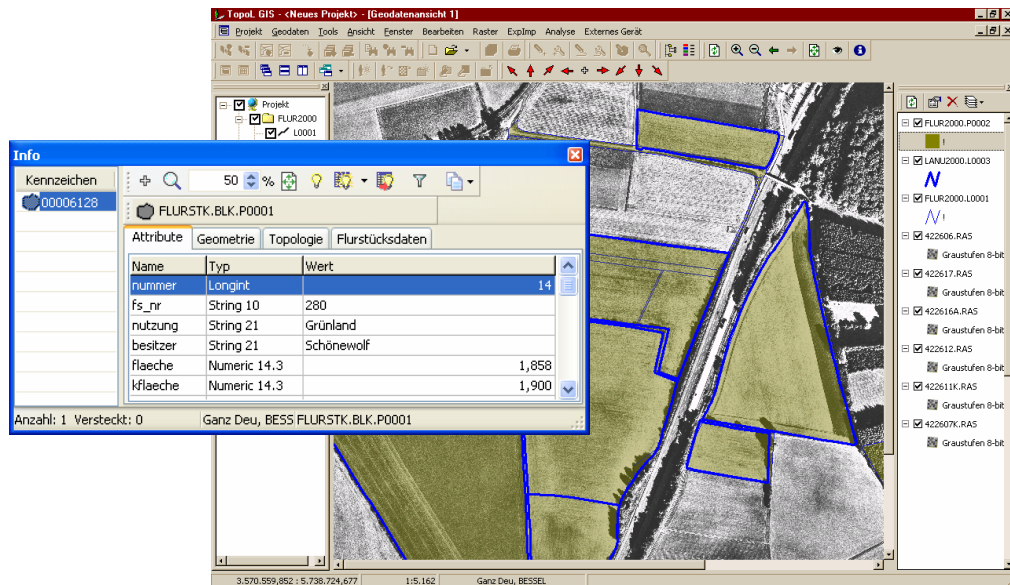 TopoL GIS - <Neues Projekt> - [Geodatenansicht 1]
Projekt Geodaten Tools Ansicht Fenster Bearbeiten Raster ExpImp Analyse Externes Gerät
Projekt
FLUR2000
L0001
Info
Kennzeichen
00006128
50 %
FLURSTK.BLK.P0001
Attribute Geometrie Topologie Flurstücksdaten
Name Typ Wert
nummer Longint 14
fs_nr String 10 280
nutzung String 21 Grünland
besitzer String 21 Schönewolf
flaeche Numeric 14.3 1,858
kflaeche Numeric 14.3 1,900
Anzahl: 1 Versteckt: 0 Ganz Deu, BESS FLURSTK.BLK.P0001
FLUR2000.P0002
!
LANU2000.L0003
FLUR2000.L0001
!
422606.RAS
Graustufen 8-bit
422617.RAS
Graustufen 8-bit
422616A.RAS
Graustufen 8-bit
422612.RAS
Graustufen 8-bit
422611K.RAS
Graustufen 8-bit
422607K.RAS
Graustufen 8-bit
3.570.559,852 : 5.738.724,677 1:5.162 Ganz Deu, BESSEL